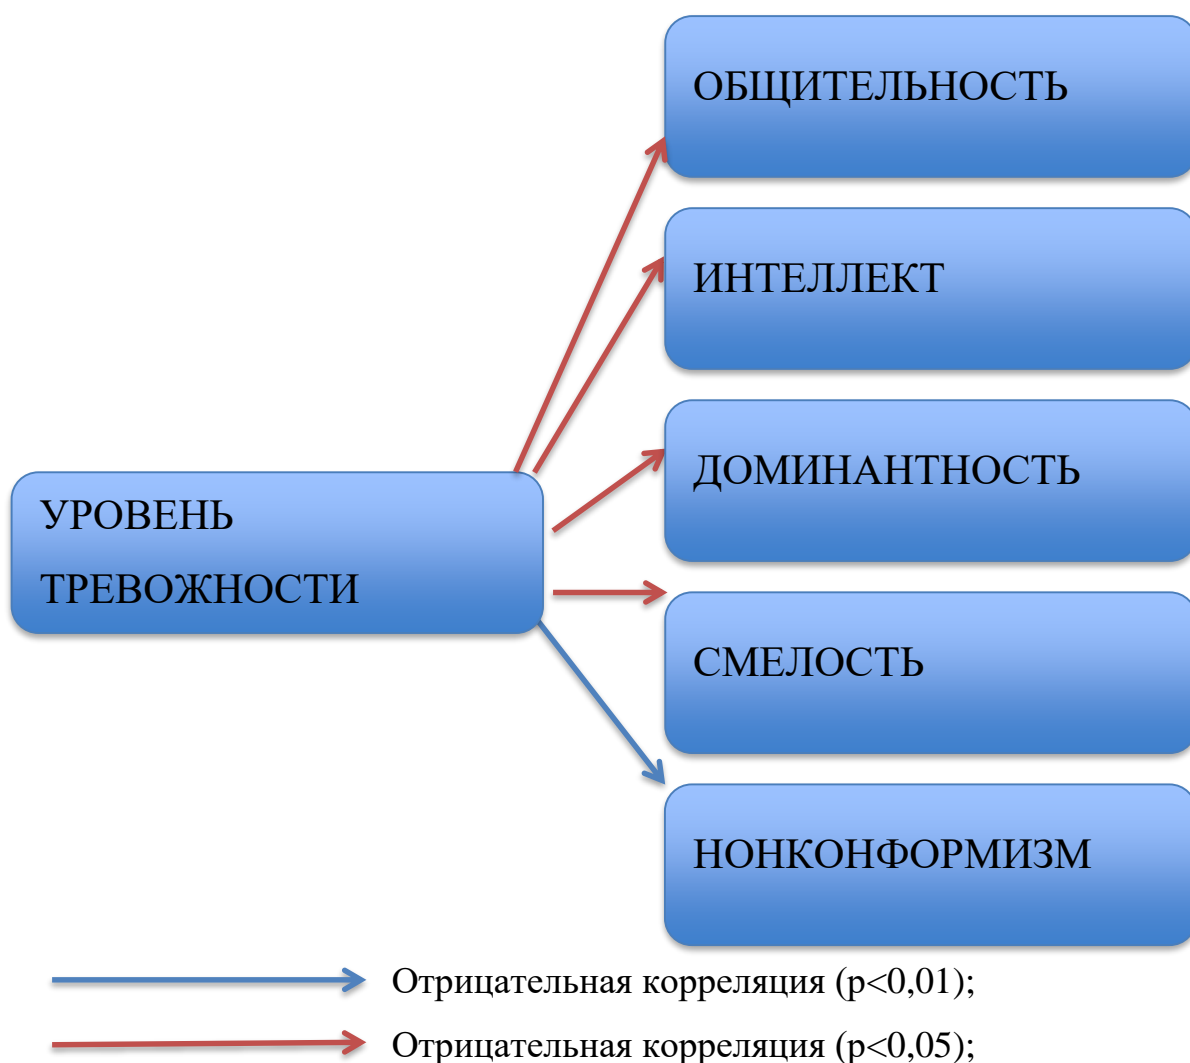 ОБЩИТЕЛЬНОСТЬ
ИНТЕЛЛЕКТ
ДОМИНАНТНОСТЬ
УРОВЕНЬ
ТРЕВОЖНОСТИ
СМЕЛОСТЬ
НОНКОНФОРМИЗМ
Отрицательная корреляция (p<0,01);
Отрицательная корреляция (p<0,05);